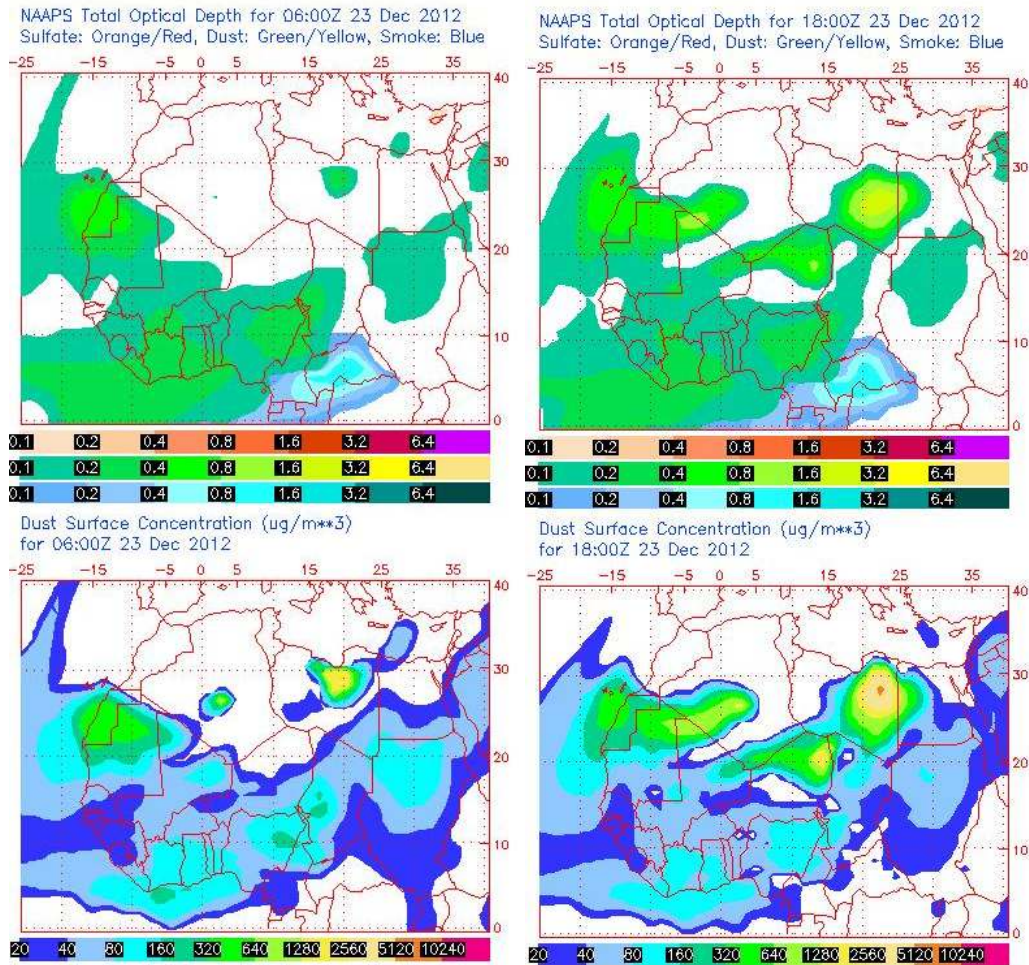 NAAPS Total Optical Depth for 06:00Z 23 Dec 2012
Sulfate: Orange/Red, Dust: Green/Yellow, Smoke: Blue
-25 -15 -5 0 5 15 25 35
40
30
20
10
0
0.1 0.2 0.4 0.8 1.6 3.2 6.4
0.1 0.2 0.4 0.8 1.6 3.2 6.4
0.1 0.2 0.4 0.8 1.6 3.2 6.4
NAAPS Total Optical Depth for 18:00Z 23 Dec 2012
Sulfate: Orange/Red, Dust: Green/Yellow, Smoke: Blue
-25 -15 -5 0 5 15 25 35
40
30
20
10
0
0.1 0.2 0.4 0.8 1.6 3.2 6.4
0.1 0.2 0.4 0.8 1.6 3.2 6.4
0.1 0.2 0.4 0.8 1.6 3.2 6.4
Dust Surface Concentration (ug/m**3)
for 06:00Z 23 Dec 2012
-25 -15 -5 0 5 15 25 35
40
30
20
10
0
20 40 80 160 320 640 1280 2560 5120 10240
Dust Surface Concentration (ug/m**3)
for 18:00Z 23 Dec 2012
-25 -15 -5 0 5 15 25 35
40
30
20
10
0
20 40 80 160 320 640 1280 2560 5120 10240